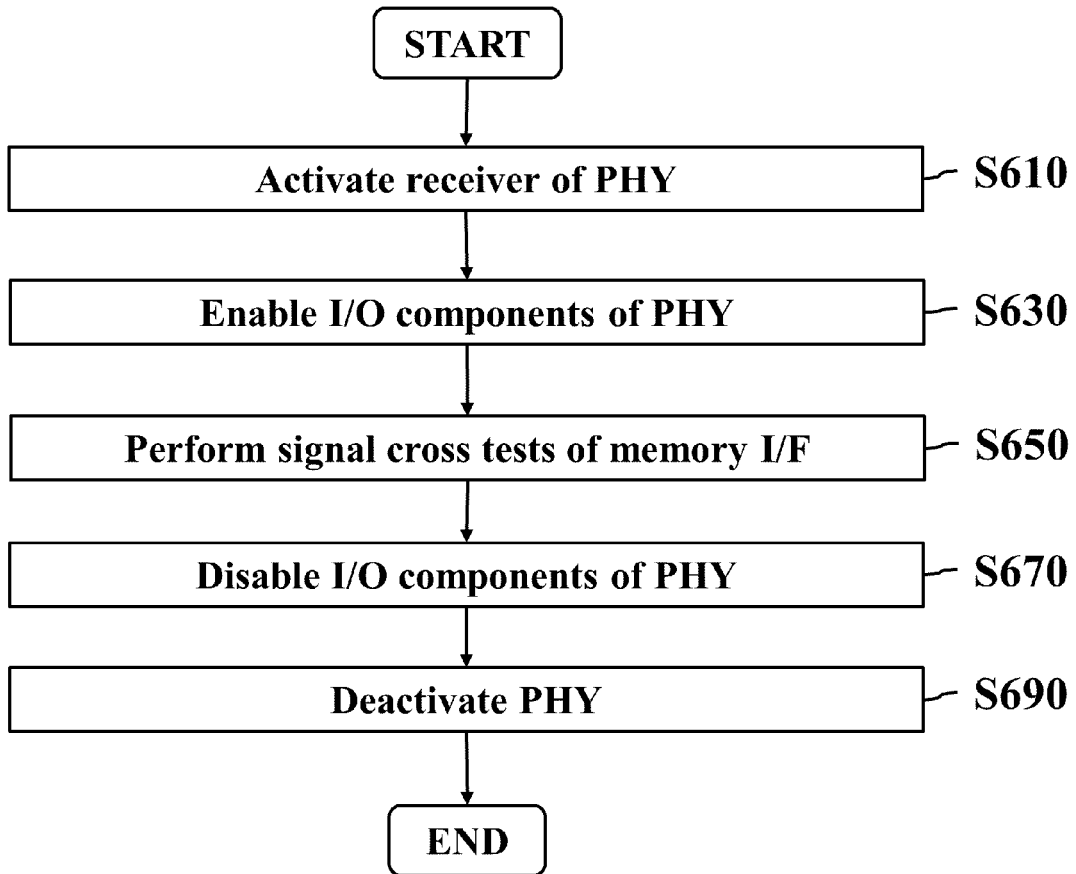 START
Activate receiver of PHY S610
Enable I/O components of PHY S630
Perform signal cross tests of memory I/F S650
Disable I/O components of PHY S670
Deactivate PHY S690
END